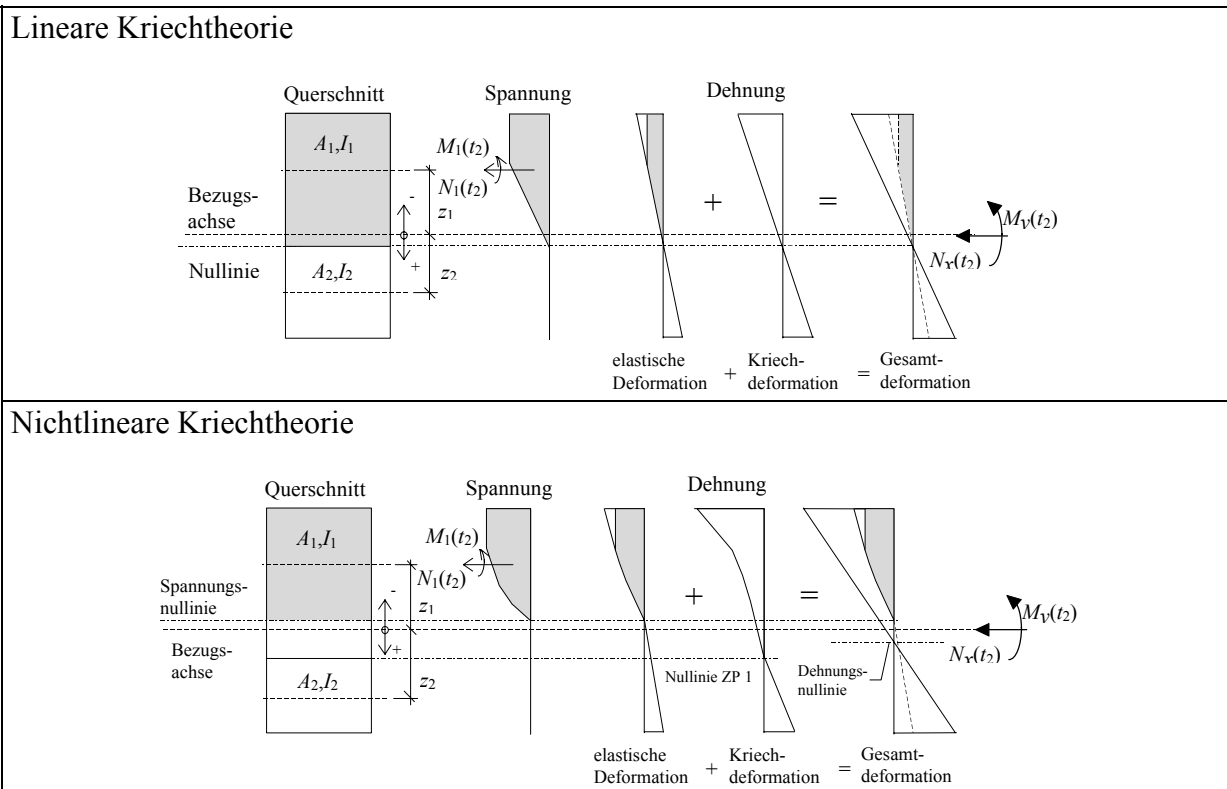 Lineare Kriechtheorie
Querschnitt Spannung Dehnung
A1,I1
M1(t2)
N1(t2)
Bezugs-
achse
-
z1
+ =
My(t2)
Nx(t2)
Nullinie
A2,I2
+
z2
elastische
Deformation
+
Kriech-
deformation
=
Gesamt-
deformation
Nichtlineare Kriechtheorie
Querschnitt Spannung Dehnung
A1,I1
M1(t2)
N1(t2)
Spannungs-
nullinie
-
z1
+ =
My(t2)
Nx(t2)
Bezugs-
achse
+
A2,I2
z2
Nullinie ZP 1
Dehnungs-
nullinie
elastische
Deformation
+
Kriech-
deformation
=
Gesamt-
deformation